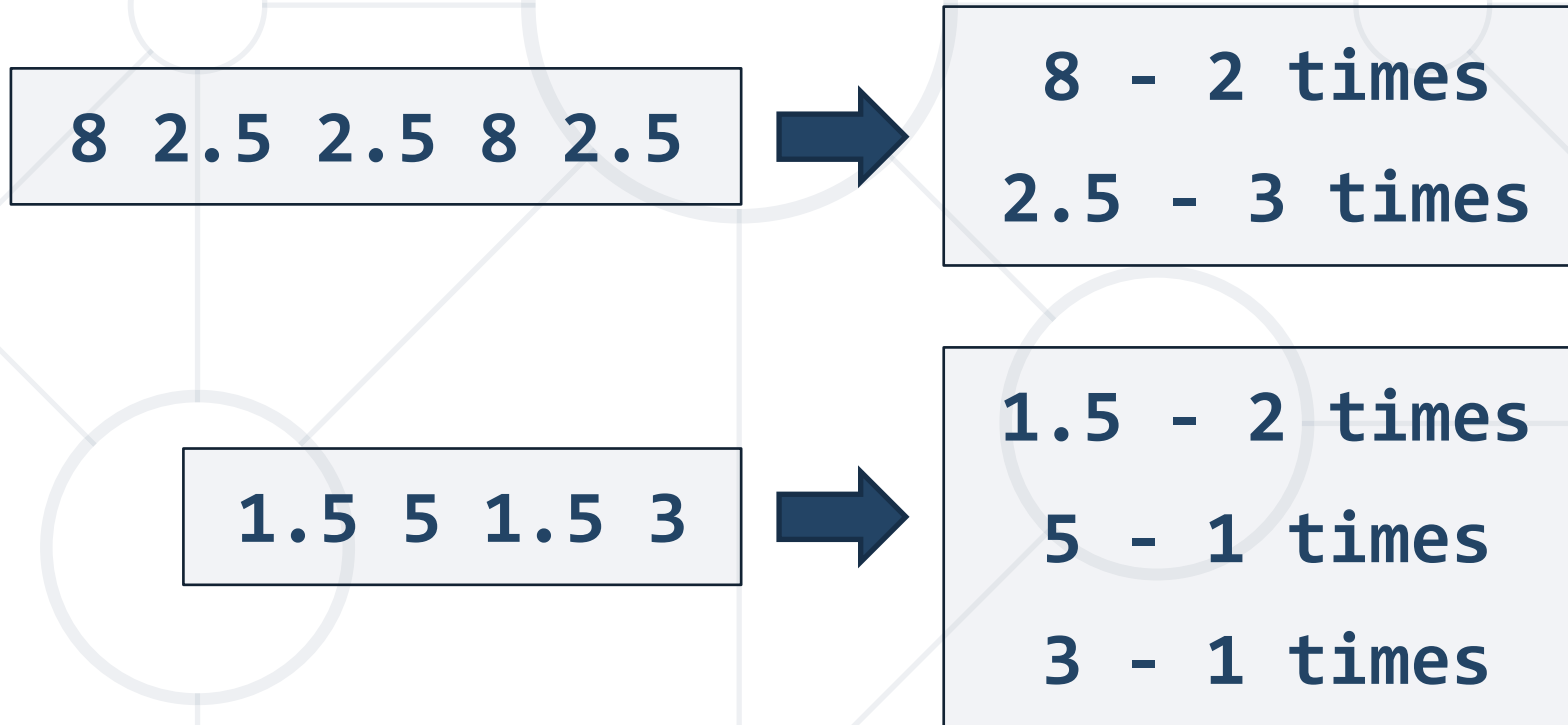 8 2.5 2.5 8 2.5
8 - 2 times
2.5 - 3 times
1.5 5 1.5 3
1.5 - 2 times
5 - 1 times
3 - 1 times